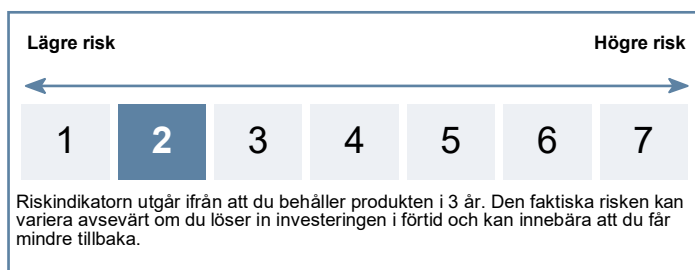 Lägre risk Högre risk
1 2 3 4 5 6 7
Riskindikatorn utgår ifrån att du behåller produkten i 3 år. Den faktiska risken kan
variera avsevärt om du löser in investeringen i förtid och kan innebära att du får
mindre tillbaka.